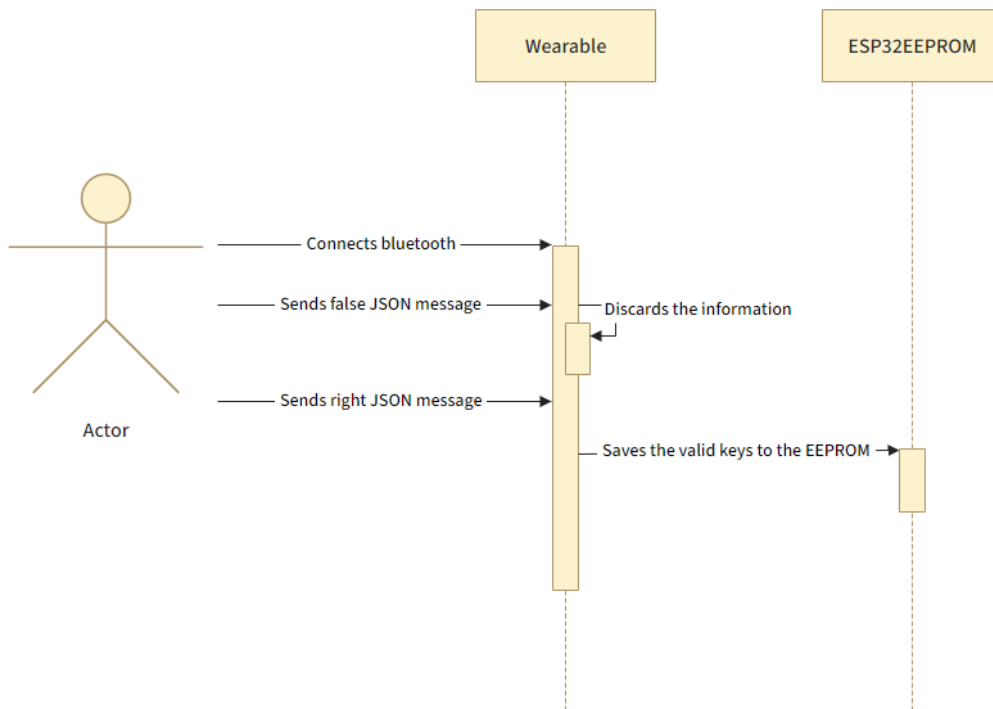 Wearable
ESP32EEPROM
Connects bluetooth
Sends false JSON message
Discards the information
Sends right JSON message
Actor
Saves the valid keys to the EEPROM